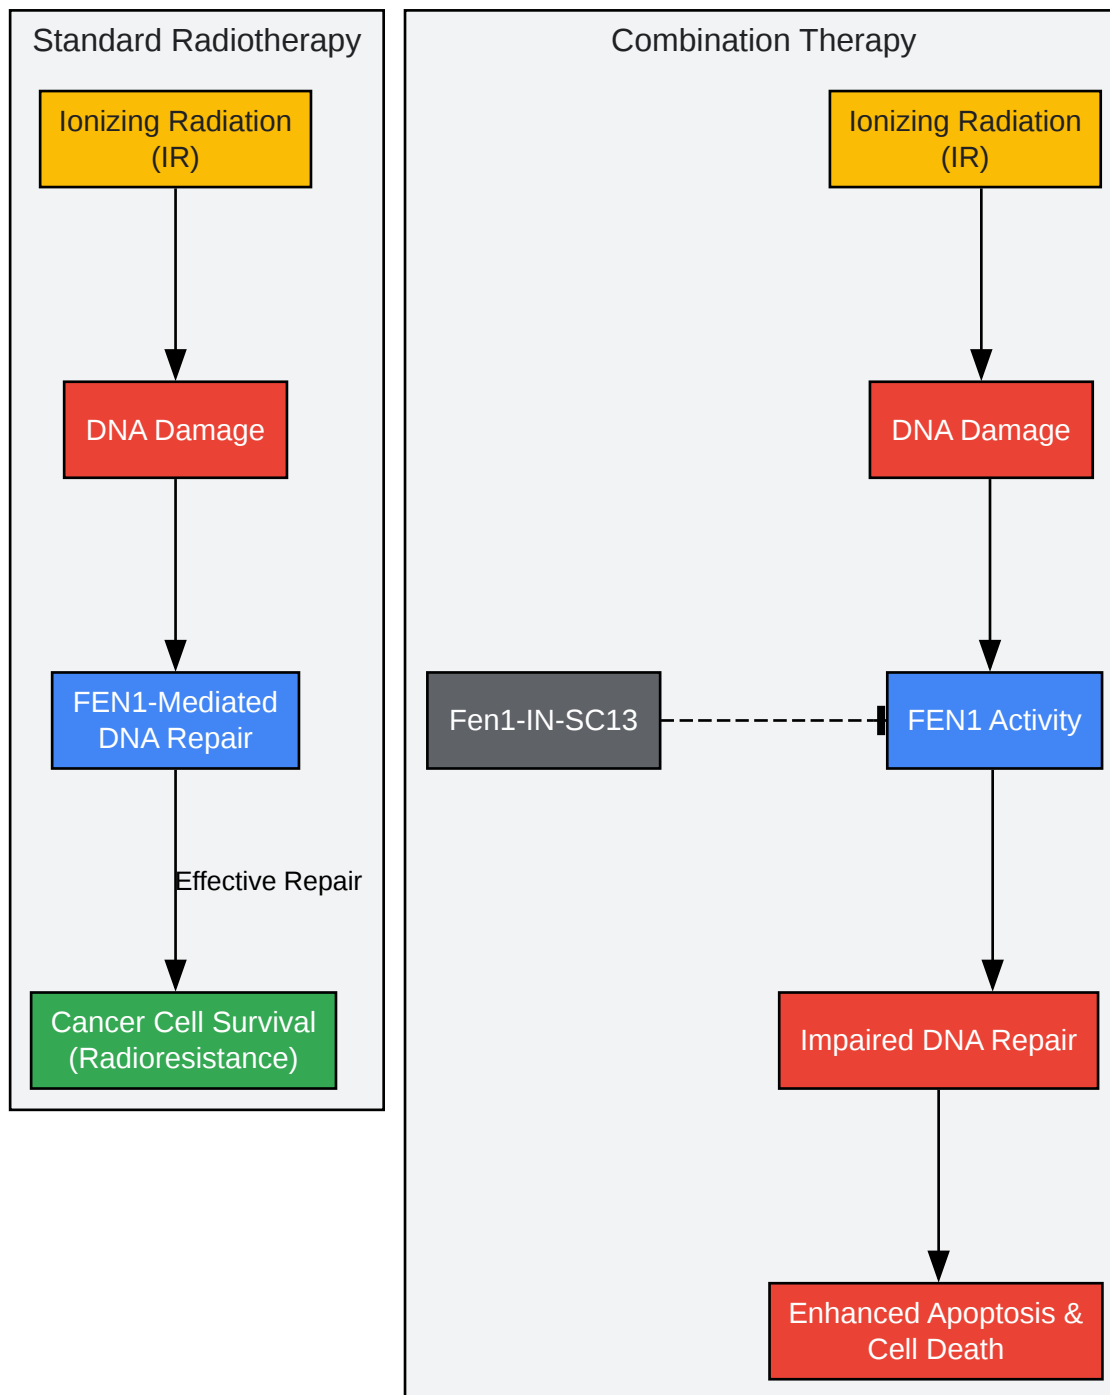 Standard Radiotherapy
Ionizing Radiation
(IR)
DNA Damage
FEN1-Mediated
DNA Repair
Effective Repair
Cancer Cell Survival
(Radioresistance)
Combination Therapy
Ionizing Radiation
(IR)
DNA Damage
Fen1-IN-SC13
FEN1 Activity
Impaired DNA Repair
Enhanced Apoptosis &
Cell Death